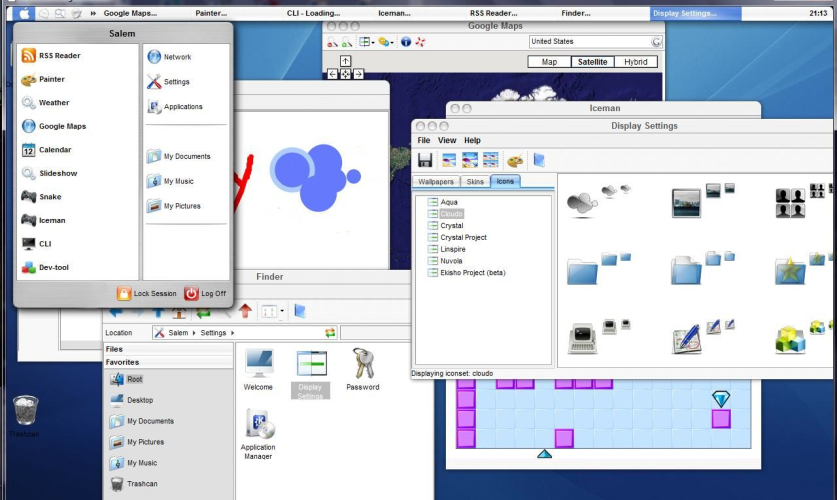 Google Maps... Painter... CLI - Loading... Iceman... RSS Reader... Finder... Display Settings... 21:13
Salem
RSS Reader
Painter
Weather
Google Maps
Calendar
12
Slideshow
Snake
Iceman
CLI
Dev-tool
Network
Settings
Applications
My Documents
My Music
My Pictures
Lock Session Log Off
Google Maps
United States
Map Satellite Hybrid
Iceman
Display Settings
File View Help
Wallpapers Skins Icons
Aqua
Cloudo
Crystal
Crystal Project
Linspire
Nuvola
Ekisho Project (beta)
Displaying iconset: cloudo
Finder
Location Salem Settings
Files
Favorites
Root
Desktop
My Documents
My Pictures
My Music
Trashcan
Welcome
Display Settings
Password
Application
Manager
Trashcan